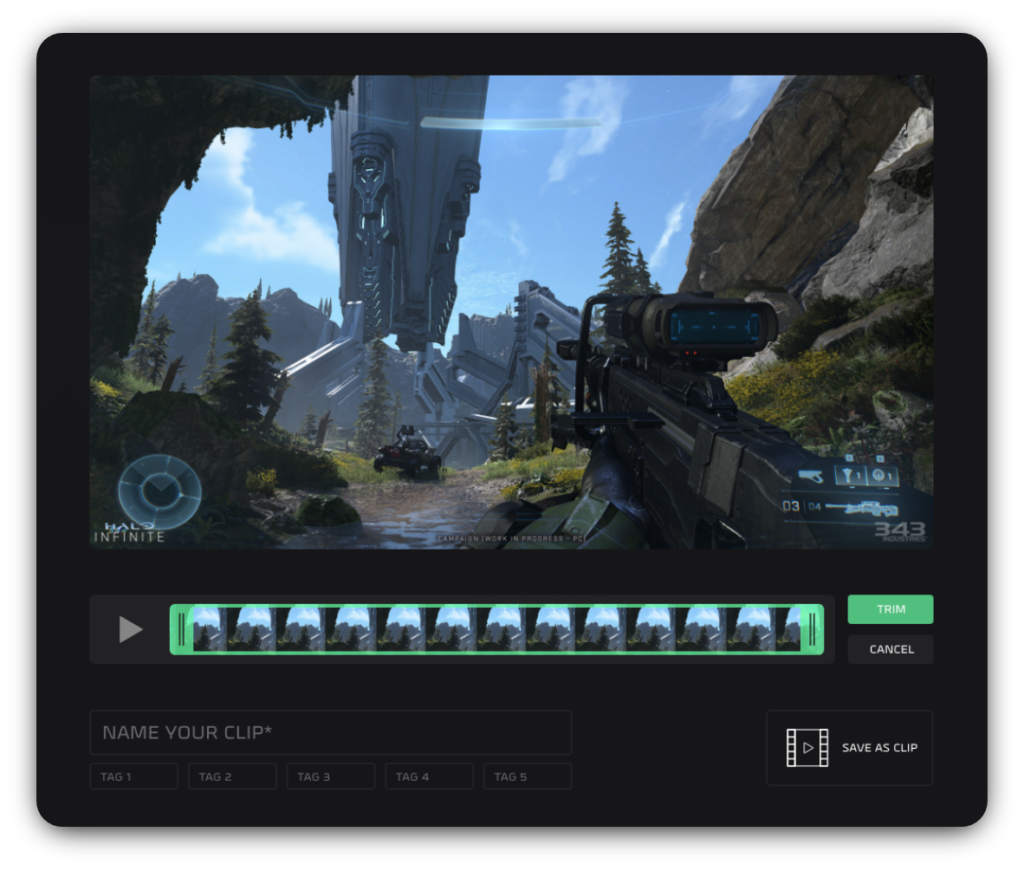 03 04
HALO
INFINITE
CAMPAIGN (WORK IN PROGRESS - PC)
343
INDUSTRIES
TRIM
CANCEL
NAME YOUR CLIP*
TAG 1
TAG 2
TAG 3
TAG 4
TAG 5
SAVE AS CLIP